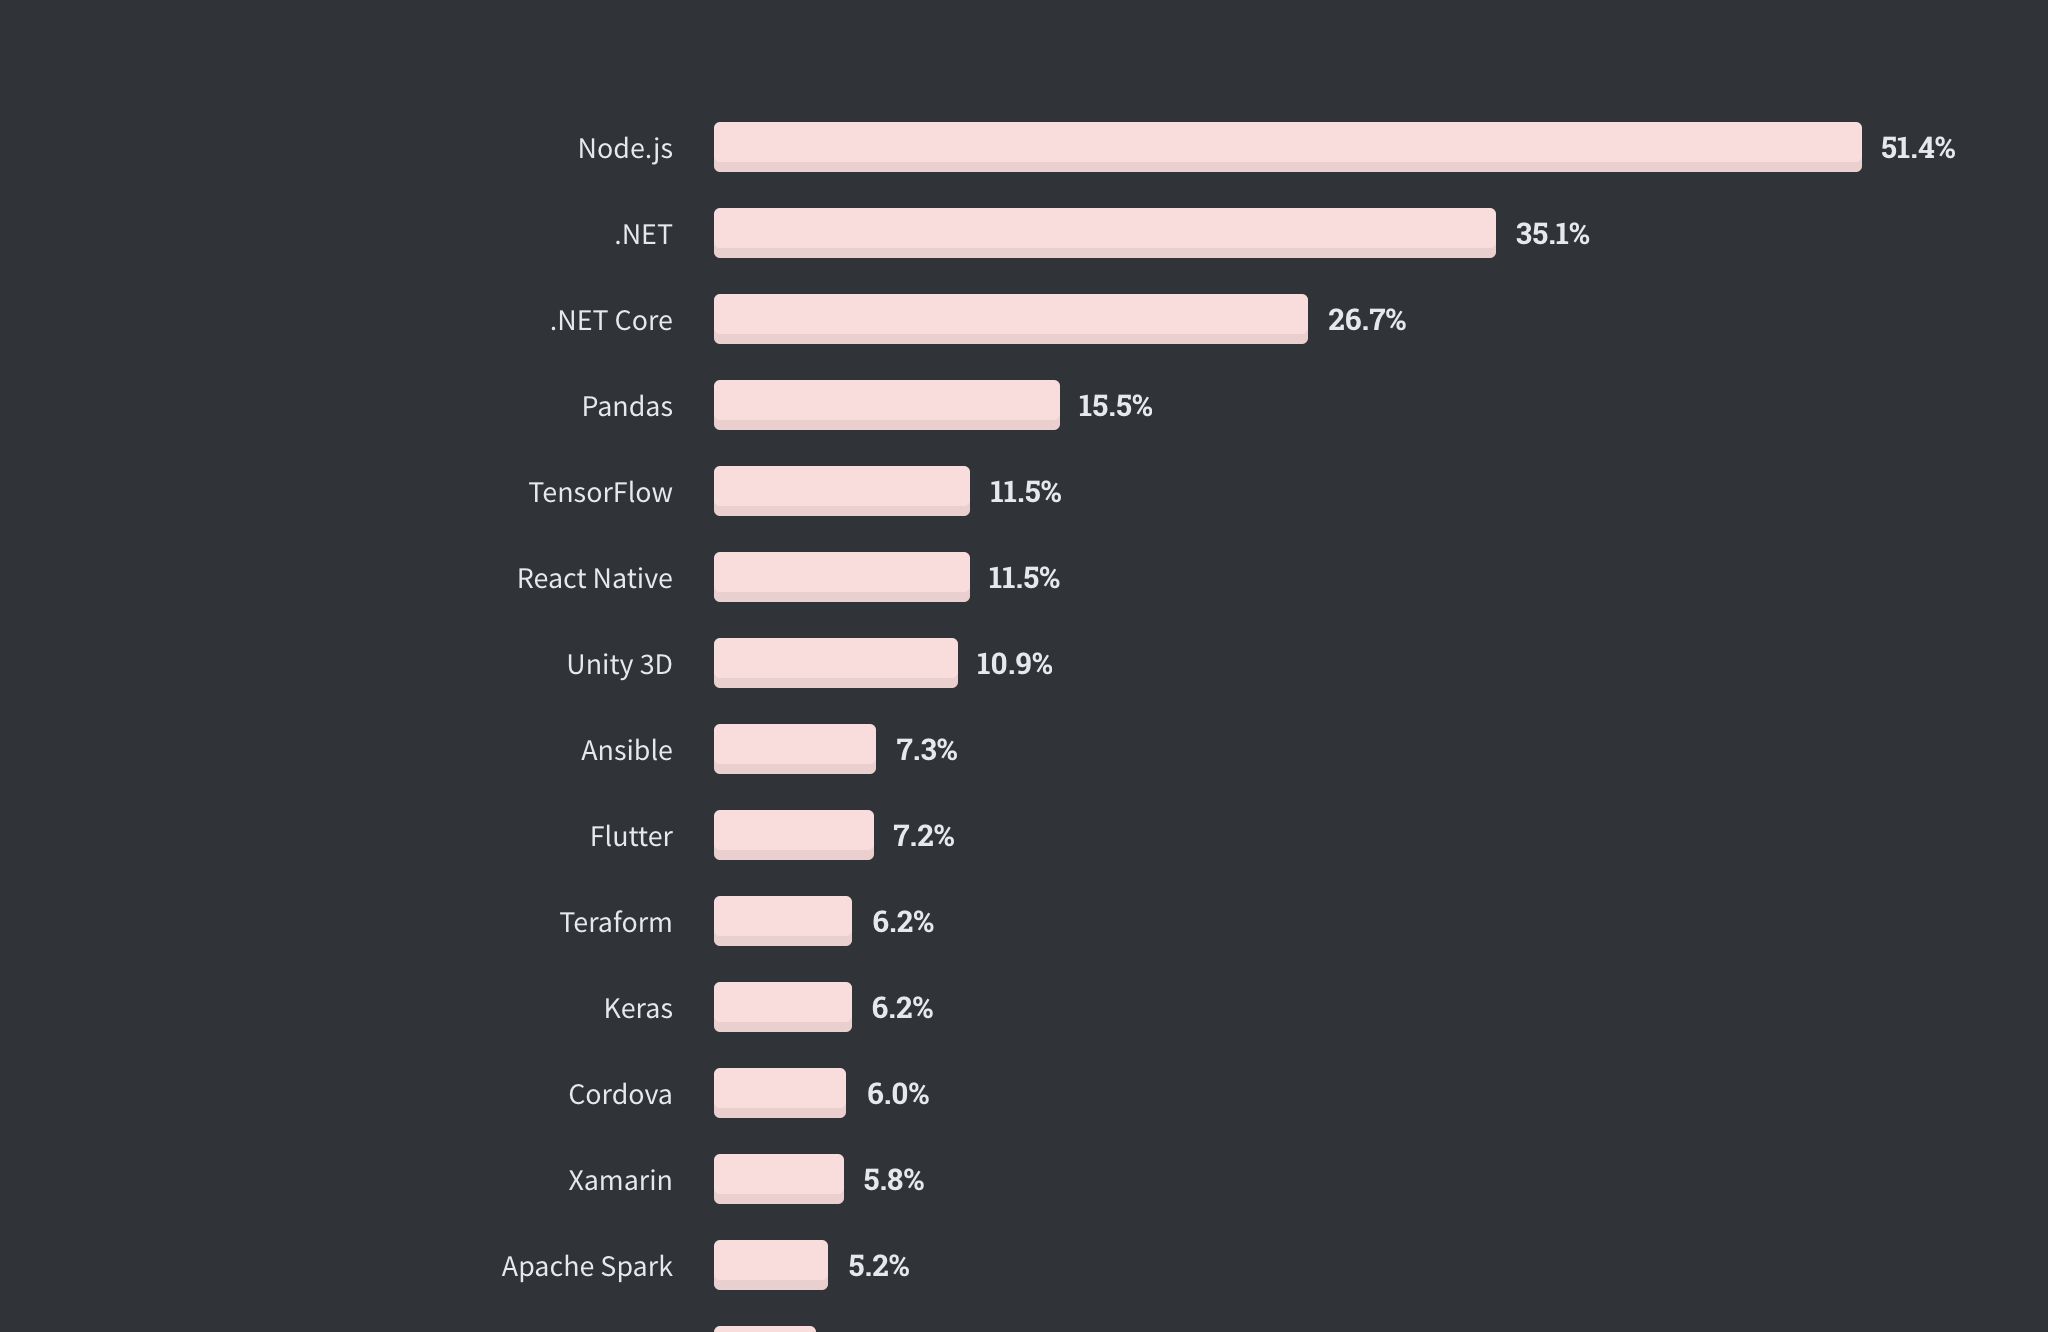 Node.js 51.4%
.NET 35.1%
.NET Core 26.7%
Pandas 15.5%
TensorFlow 11.5%
React Native 11.5%
Unity 3D 10.9%
Ansible 7.3%
Flutter 7.2%
Teraform 6.2%
Keras 6.2%
Cordova 6.0%
Xamarin 5.8%
Apache Spark 5.2%